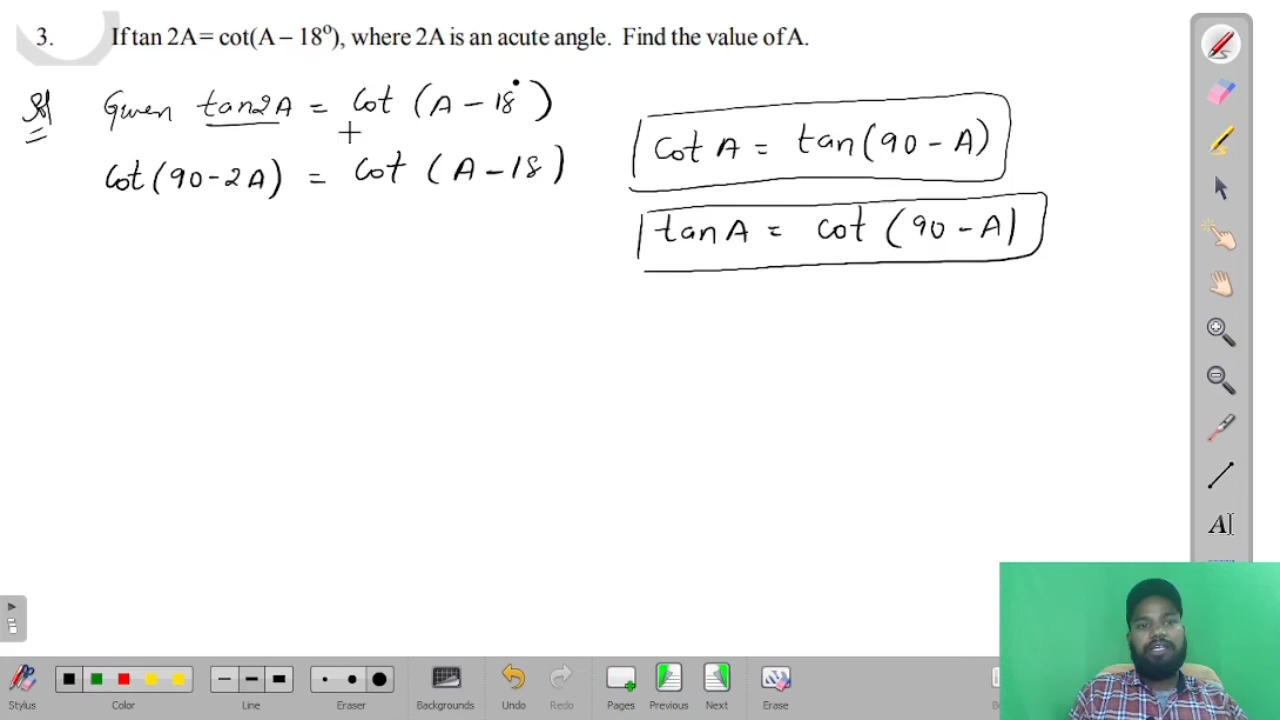 3. If tan 2A= cot(A – 18°), where 2A is an acute angle. Find the value of A.
Sol Given tan2A = Cot (A – 18°)
Cot (90-2A) = Cot (A-18)
Cot A = tan(90 - A)
tan A = cot (90 - A)
A
Stylus Color Line Eraser Backgrounds Undo Redo Pages Previous Next Erase